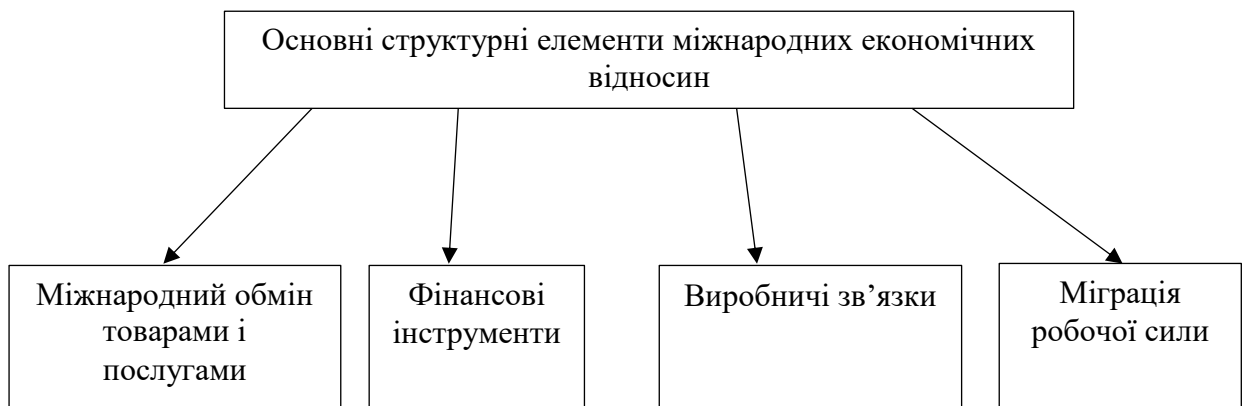 Основні структурні елементи міжнародних економічних
відносин
Міжнародний обмін
товарами і
послугами
Фінансові
інструменти
Виробничі зв’язки
Міграція
робочої сили